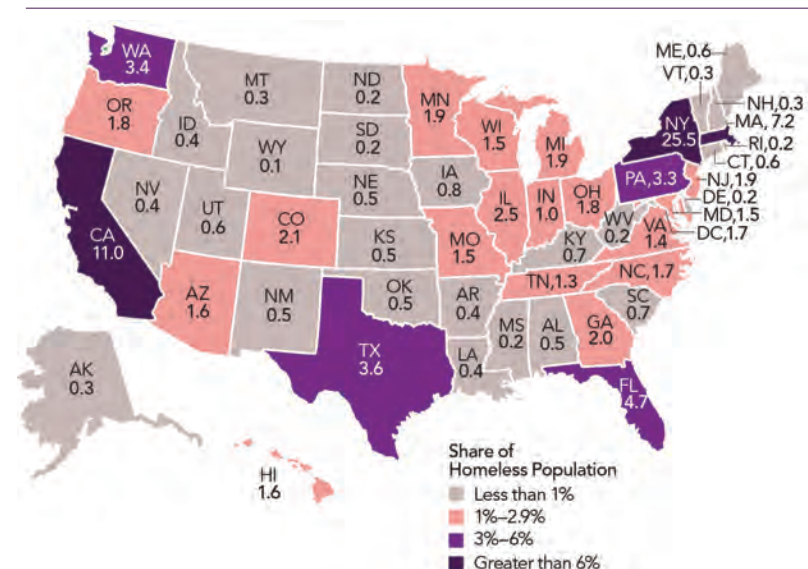 WA
3.4
OR
1.8
CA
11.0
ID
0.4
NV
0.4
MT
0.3
WY
0.1
UT
0.6
AZ
1.6
CO
2.1
NM
0.5
ND
0.2
SD
0.2
NE
0.5
KS
0.5
OK
0.5
TX
3.6
MN
1.9
IA
0.8
MO
1.5
AR
0.4
LA
0.4
WI
1.5
IL
2.5
MI
1.9
IN
1.0
OH
1.8
KY
0.7
TN,1.3
MS
0.2
AL
0.5
GA
2.0
FL
4.7
SC
0.7
NC,1.7
VA
1.4
WV
0.2
PA,3.3
NY
25.5
ME,0.6
VT,0.3
NH,0.3
MA, 7.2
RI,0.2
CT,0.6
NJ,1.9
DE,0.2
MD,1.5
DC,1.7
AK
0.3
HI
1.6
Share of
Homeless Population
Less than 1%
1%–2.9%
3%–6%
Greater than 6%